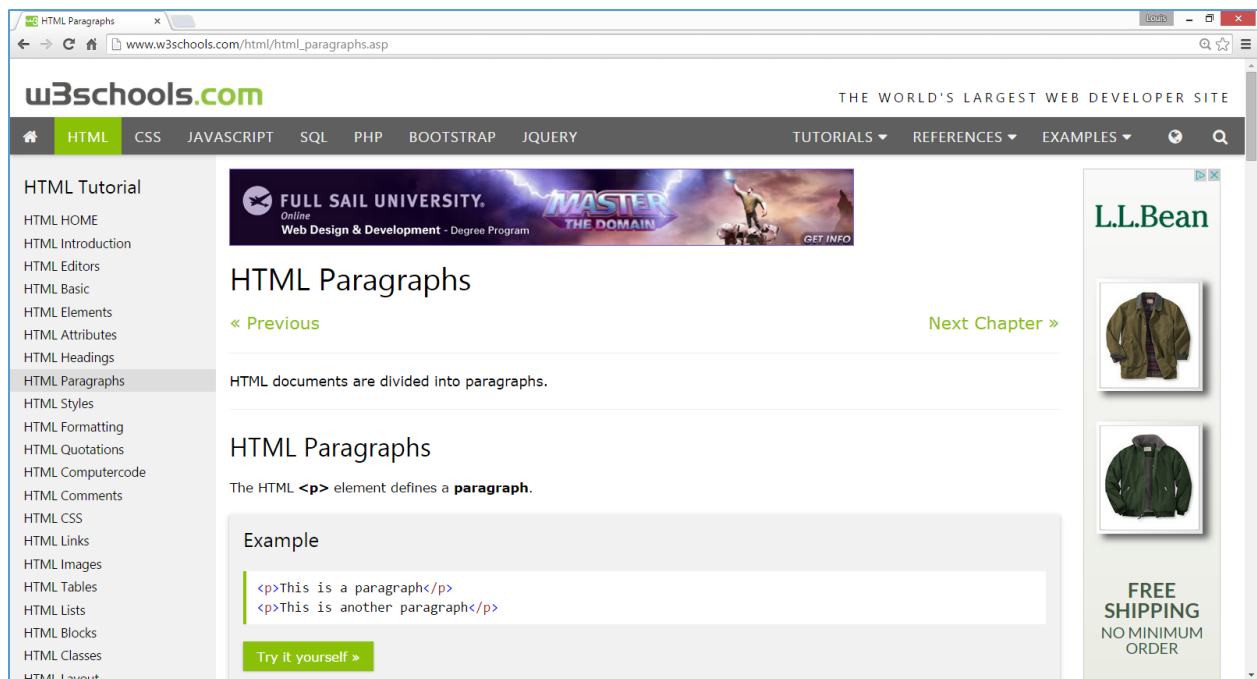 HTML Paragraphs
Louis
www.w3schools.com/html/html_paragraphs.asp
w3schools.com
THE WORLD'S LARGEST WEB DEVELOPER SITE
HTML CSS JAVASCRIPT SQL PHP BOOTSTRAP JQUERY TUTORIALS REFERENCES EXAMPLES
HTML Tutorial
HTML HOME
HTML Introduction
HTML Editors
HTML Basic
HTML Elements
HTML Attributes
HTML Headings
HTML Paragraphs
HTML Styles
HTML Formatting
HTML Quotations
HTML Computercode
HTML Comments
HTML CSS
HTML Links
HTML Images
HTML Tables
HTML Lists
HTML Blocks
HTML Classes
HTML Layout
FULL SAIL UNIVERSITY.
Online
Web Design & Development - Degree Program
MASTER
THE DOMAIN
GET INFO
HTML Paragraphs
« Previous
Next Chapter »
HTML documents are divided into paragraphs.
HTML Paragraphs
The HTML <p> element defines a paragraph.
Example
<p>This is a paragraph</p>
<p>This is another paragraph</p>
Try it yourself »
L.L.Bean
FREE
SHIPPING
NO MINIMUM
ORDER